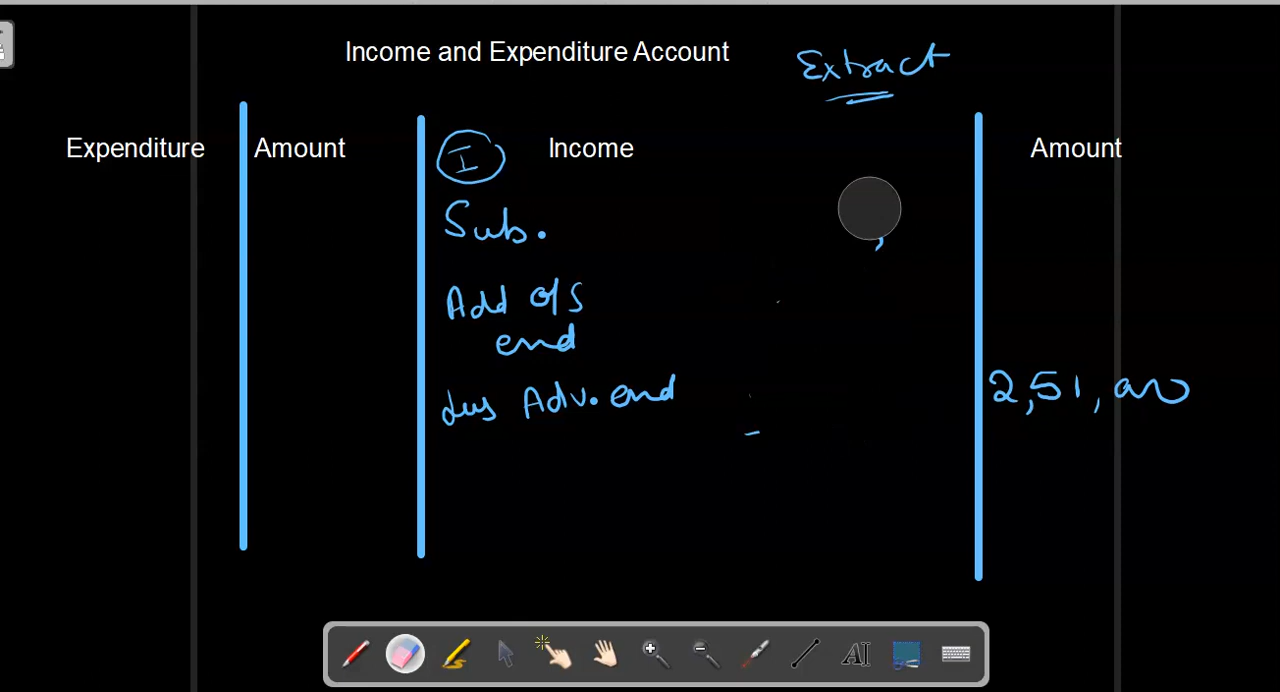 Income and Expenditure Account
Extract
Expenditure
Amount
I
Income
Amount
Sub.
Add o/s
end
Less Adv. end
2,51,000